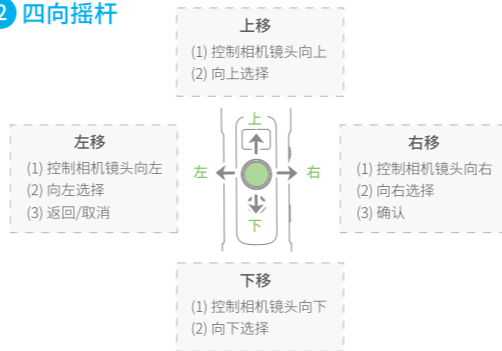 2 四向摇杆
上移
(1) 控制相机镜头向上
(2) 向上选择
左移
(1) 控制相机镜头向左
(2) 向左选择
(3) 返回/取消
上
左
右
下
右移
(1) 控制相机镜头向右
(2) 向右选择
(3) 确认
下移
(1) 控制相机镜头向下
(2) 向下选择